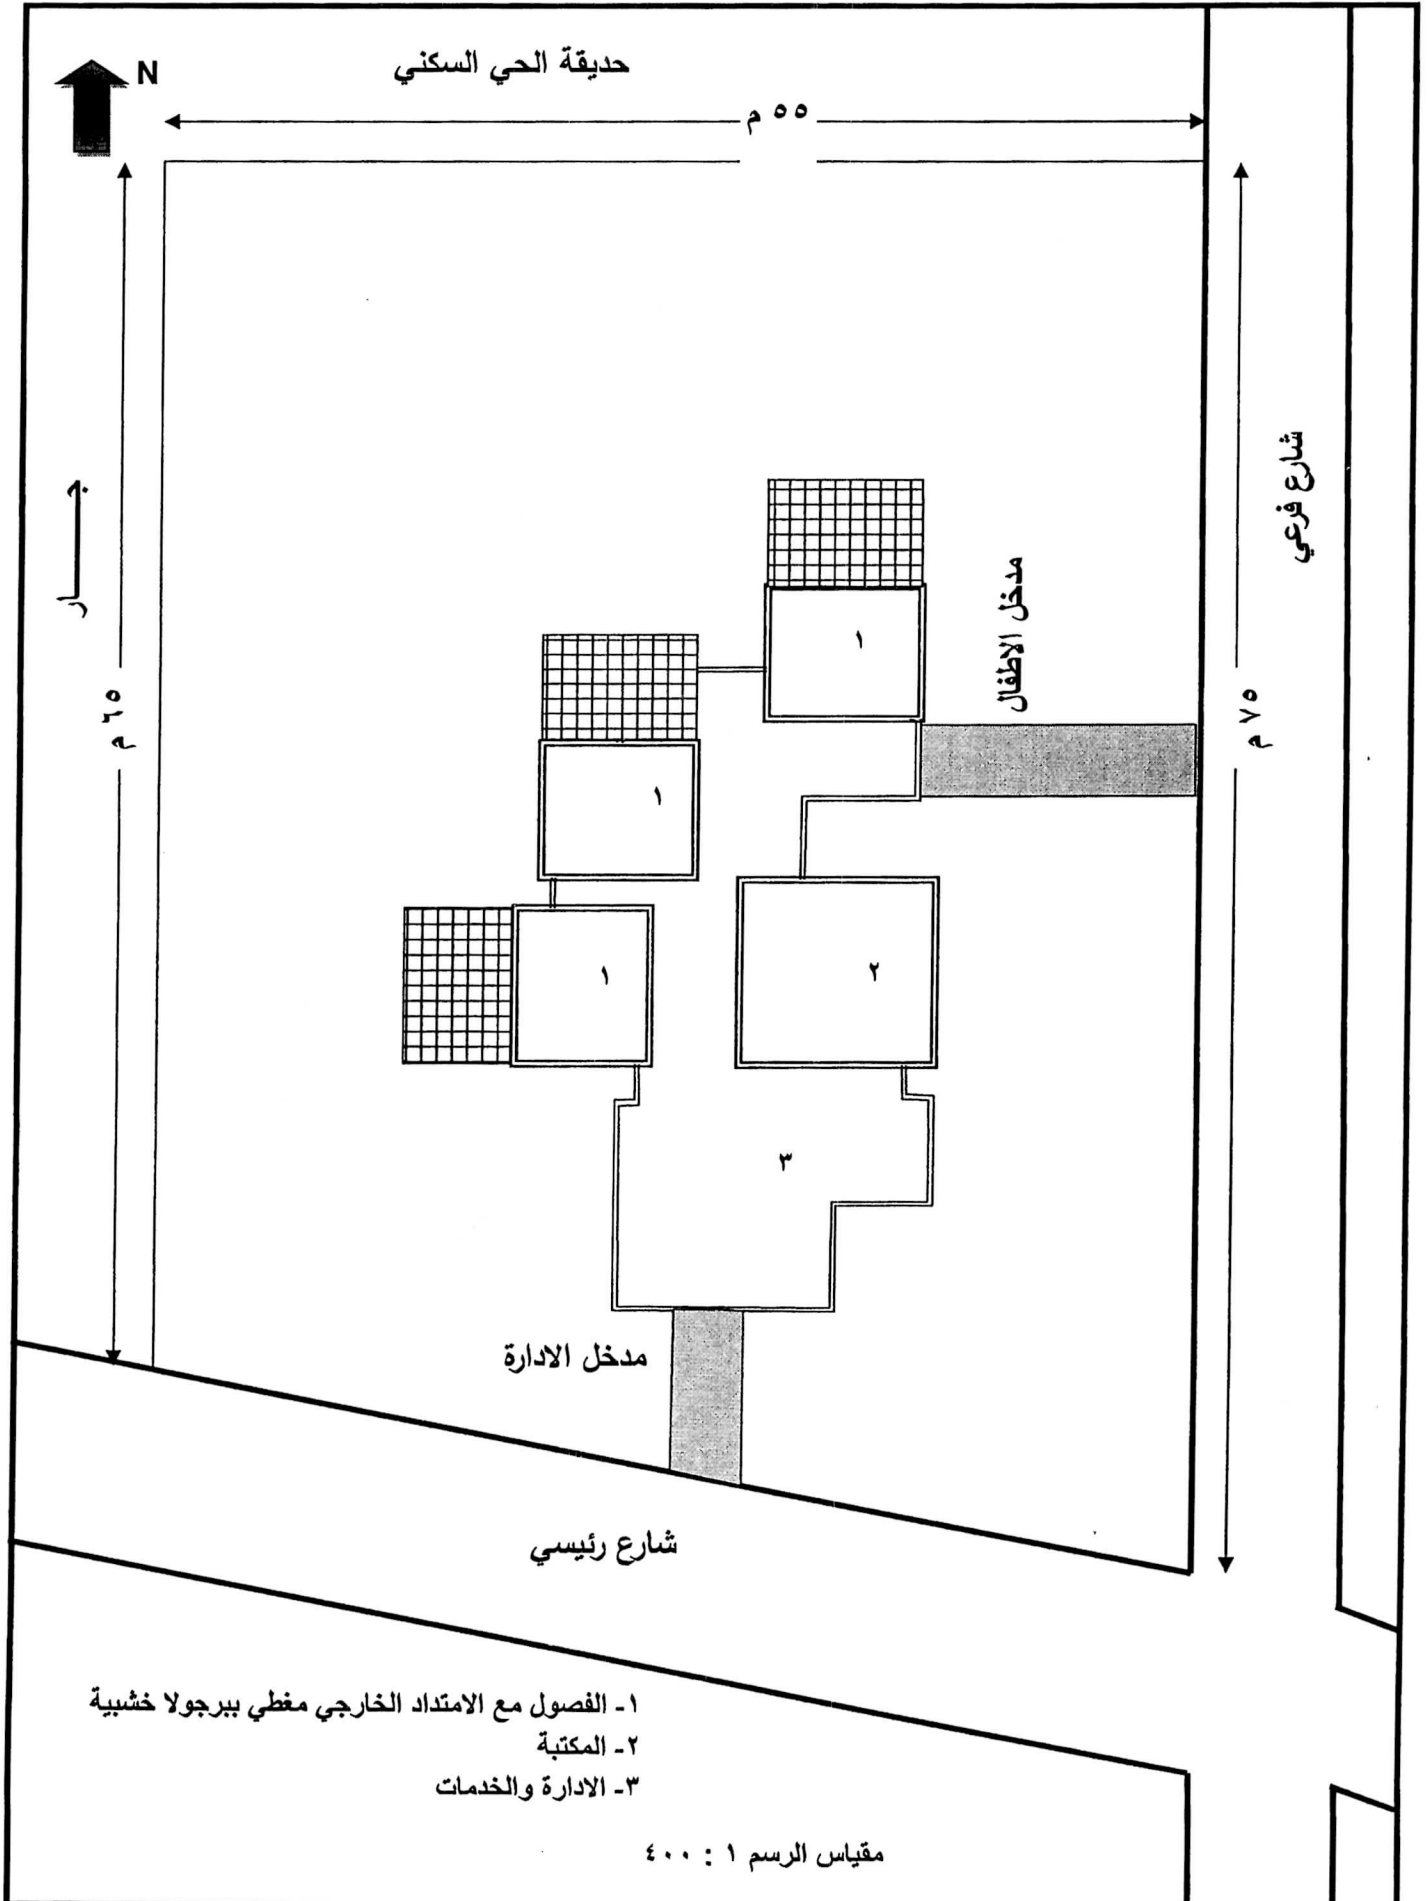 حديقة الحي السكني
N
٥٥ م
شارع فرعي
جـــــار
مدخل الاطفال
١
٦٥ م
٧٥ م
١
١
٢
٣
مدخل الادارة
شارع رئيسي
١- الفصول مع الامتداد الخارجي مغطي ببرجولا خشبية
٢- المكتبة
٣- الادارة والخدمات
مقياس الرسم ١ : ٤٠٠